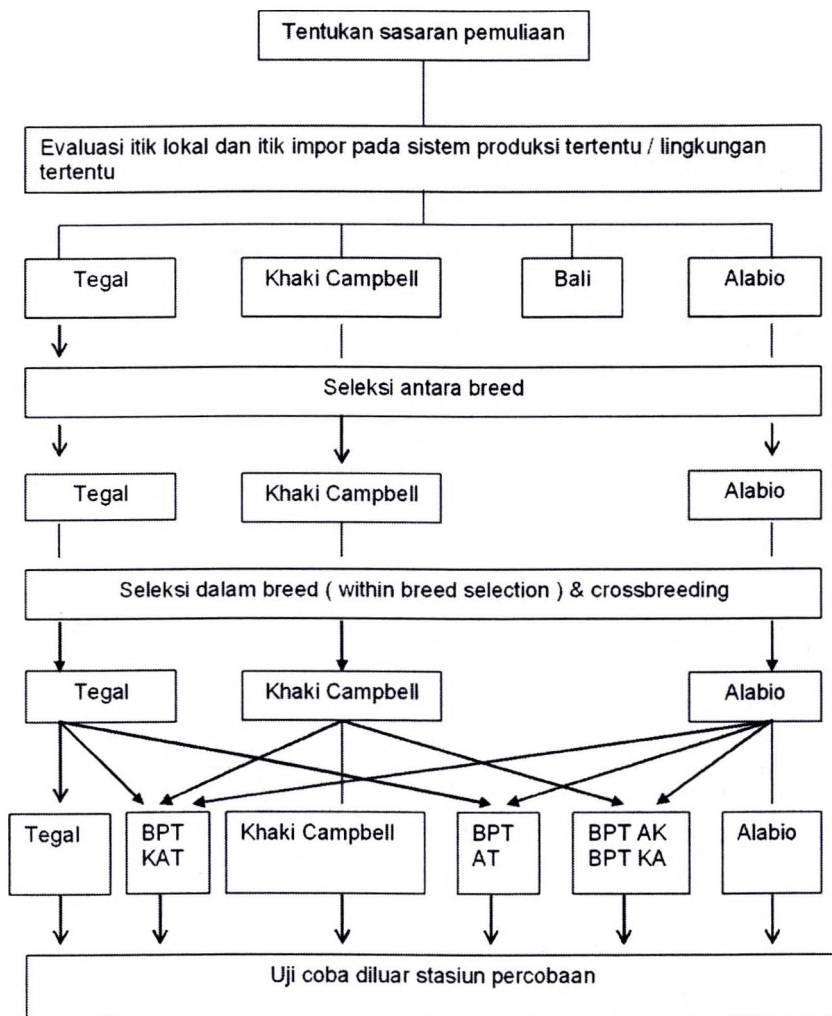 Tentukan sasaran pemuliaan
Evaluasi itik lokal dan itik impor pada sistem produksi tertentu / lingkungan
tertentu
Tegal
Khaki Campbell
Bali
Alabio
Seleksi antara breed
Tegal
Khaki Campbell
Alabio
Seleksi dalam breed ( within breed selection ) & crossbreeding
Tegal
Khaki Campbell
Alabio
Tegal
BPT
KAT
Khaki Campbell
BPT
AT
BPT AK
BPT KA
Alabio
Uji coba diluar stasiun percobaan